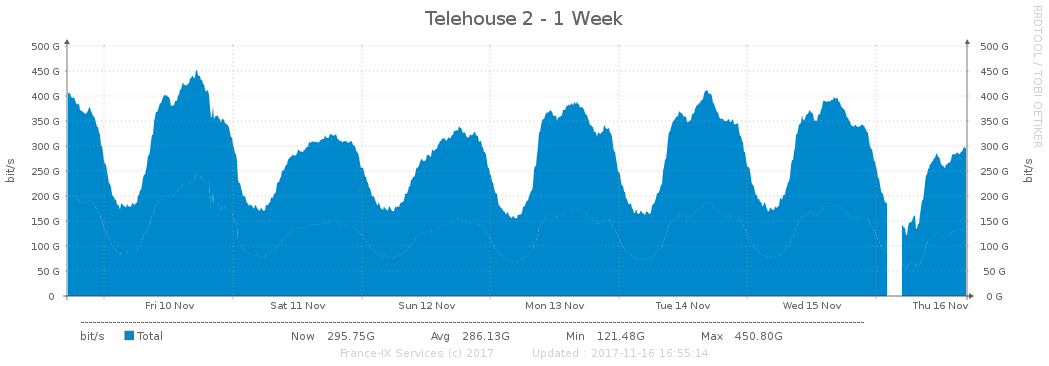 Telehouse 2 - 1 Week
RRDTOOL / TOBI OETIKER
500 G 500 G
450 G 450 G
400 G 400 G
350 G 350 G
300 G 300 G
250 G 250 G
200 G 200 G
150 G 150 G
100 G 100 G
50 G 50 G
0 0 G
bit/s bit/s
Fri 10 Nov Sat 11 Nov Sun 12 Nov Mon 13 Nov Tue 14 Nov Wed 15 Nov Thu 16 Nov
bit/s Total Now 295.75G Avg 286.13G Min 121.48G Max 450.80G
France-IX Services (c) 2017 Updated : 2017-11-16 16:55:14